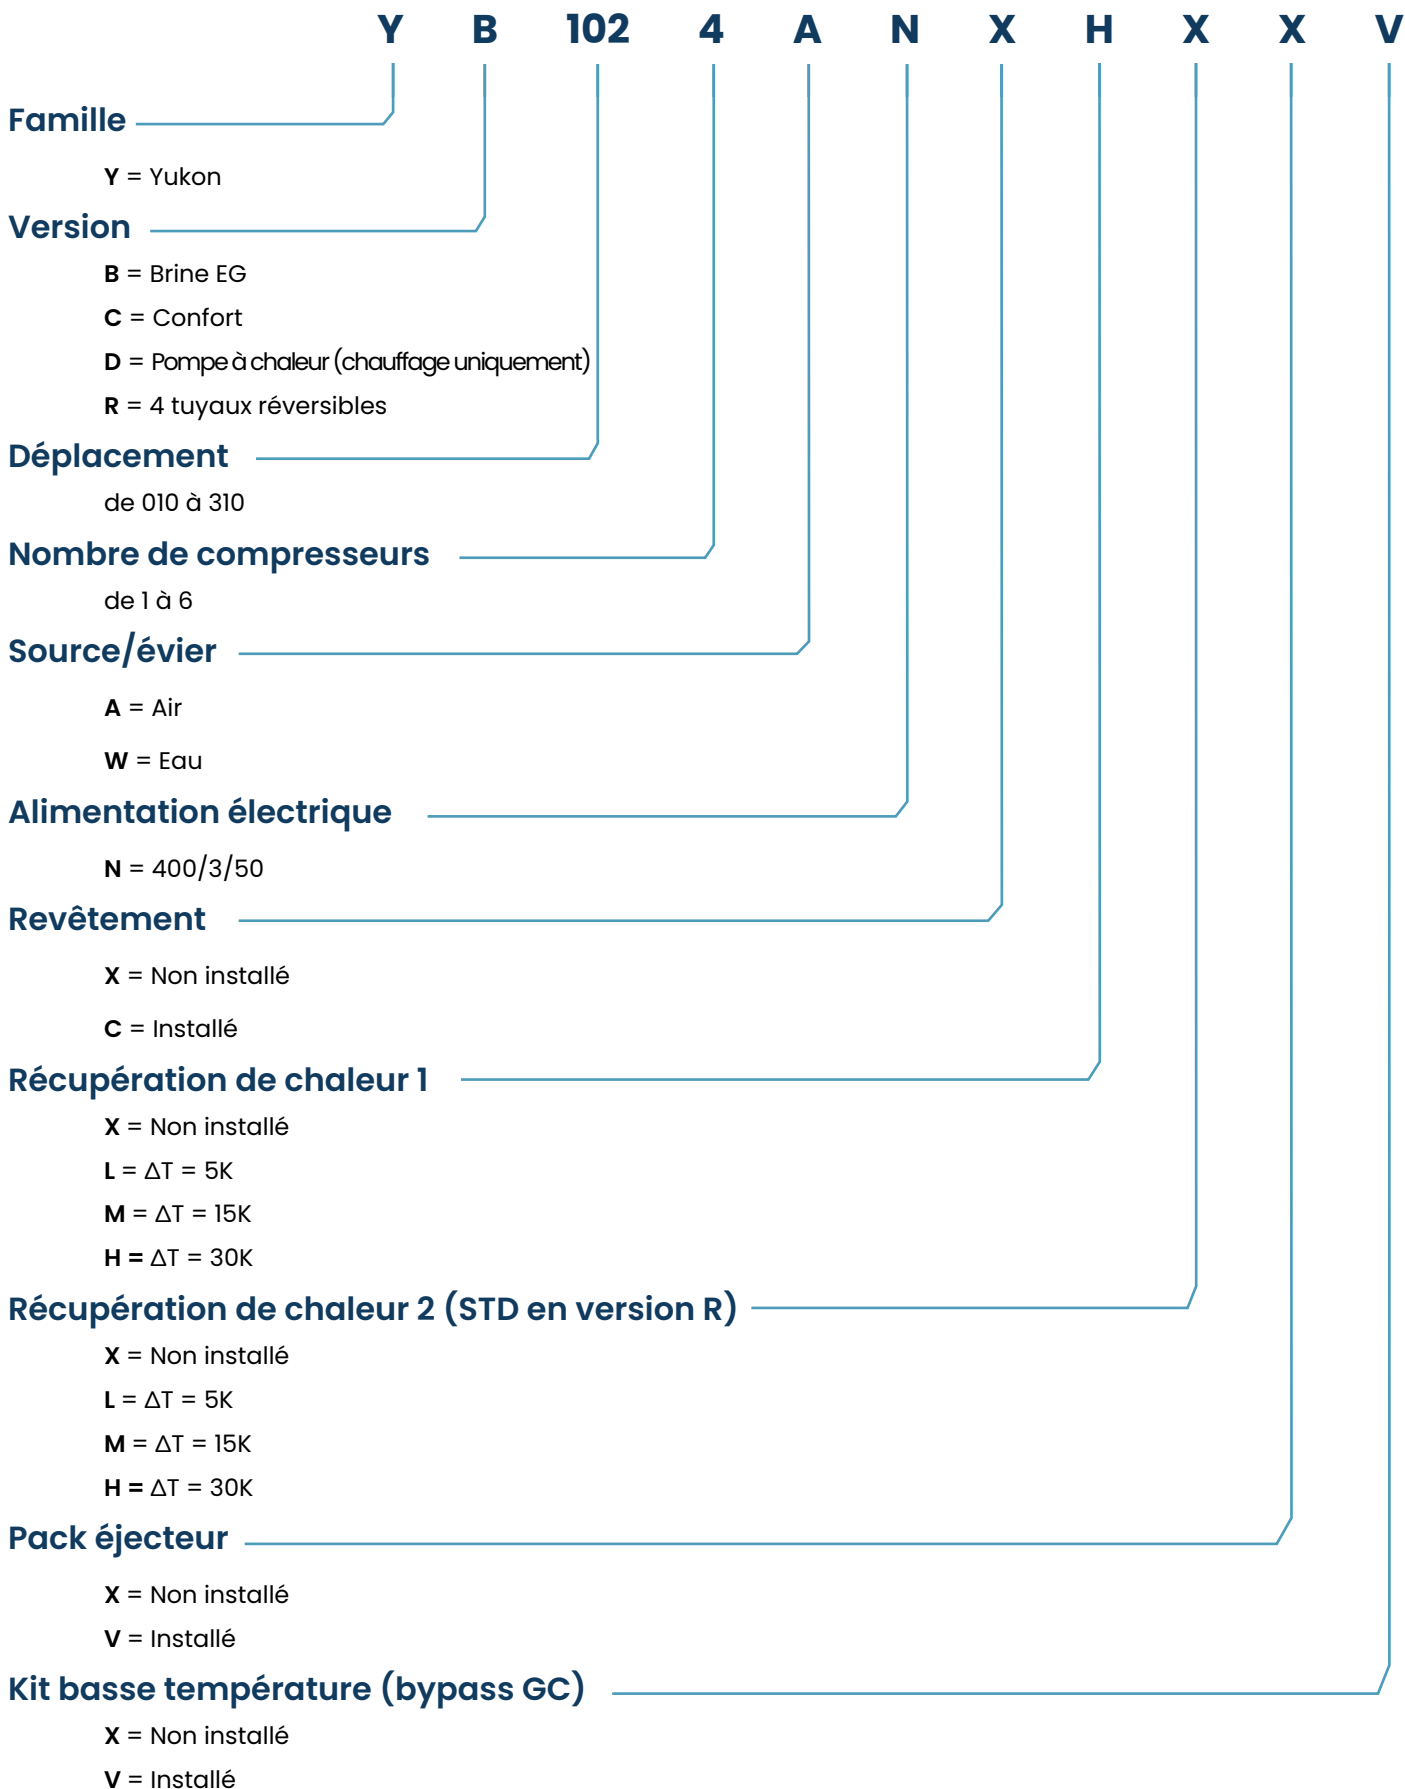 Y B 102 4 A N X H X X V
Famille
Y = Yukon
Version
B = Brine EG
C = Confort
D = Pompe à chaleur (chauffage uniquement)
R = 4 tuyaux réversibles
Déplacement
de 010 à 310
Nombre de compresseurs
de 1 à 6
Source/évier
A = Air
W = Eau
Alimentation électrique
N = 400/3/50
Revêtement
X = Non installé
C = Installé
Récupération de chaleur 1
X = Non installé
L = ΔT = 5K
M = ΔT = 15K
H = ΔT = 30K
Récupération de chaleur 2 (STD en version R)
X = Non installé
L = ΔT = 5K
M = ΔT = 15K
H = ΔT = 30K
Pack éjecteur
X = Non installé
V = Installé
Kit basse température (bypass GC)
X = Non installé
V = Installé